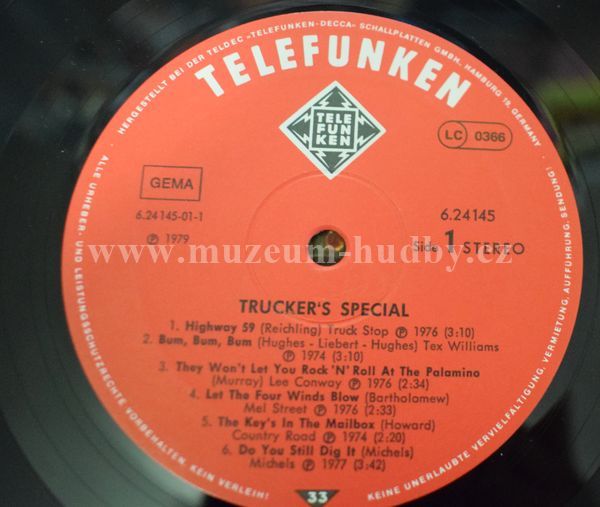 HERGESTELLT BEI DER TELDEC »TELEFUNKEN-DECCA« SCHALLPLATTEN GMBH, HAMBURG 19, GERMANY • VERMIETUNG, AUFFÜHRUNG, SENDUNG!
TELEFUNKEN
TELE
FUN
KEN
LC 0366
GEMA
6.24145-01-1
℗ 1979
6.24145
Side 1 STEREO
www.muzeum-hudby.cz
TRUCKER'S SPECIAL
1. Highway 59 (Reichling) Truck Stop ℗ 1976 (3:10)
2. Bum, Bum, Bum (Hughes - Liebert - Hughes) Tex Williams
℗ 1974 (3:10)
3. They Won't Let You Rock'N'Roll At The Palamino
(Murray) Lee Conway ℗ 1976 (2:34)
4. Let The Four Winds Blow (Bartholomew)
Mel Street ℗ 1976 (2:33)
5. The Key's In The Mailbox (Howard)
Country Road ℗ 1974 (2:20)
6. Do You Still Dig It (Michels)
Michels ℗ 1977 (3:42)
ALLE URHEBER- UND LEISTUNGSSCHUTZRECHTE VORBEHALTEN. KEIN VERLEIH!
KEINE UNERLAUBTE VERVIELFÄLTIGUNG,
33